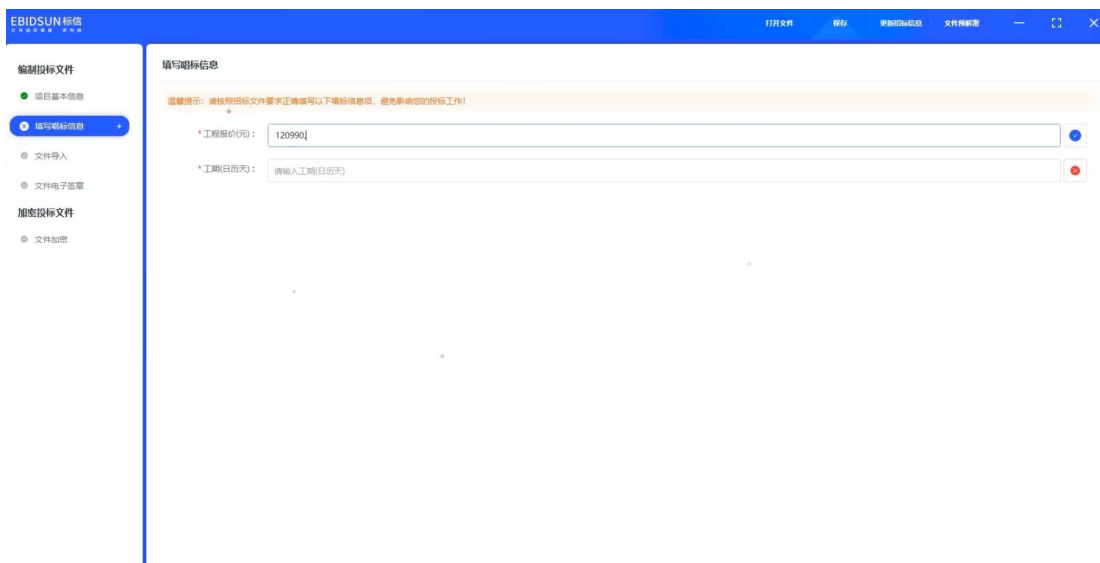 EBIDSUN标信
打开文件 保存 更新招标信息 文件预解密
编制投标文件
项目基本信息
填写唱标信息
文件导入
文件电子签章
加密投标文件
文件加密
填写唱标信息
温馨提示：请按照招标文件要求正确填写以下唱标信息项，避免影响您的投标工作！
*工程报价(元)： 120990.
*工期(日历天)： 请输入工期(日历天)